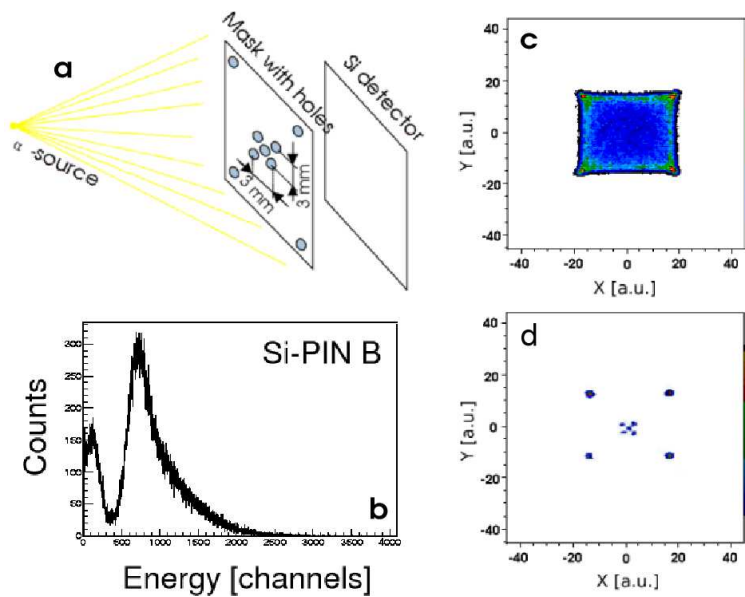 a
α -source
Mask with holes
Si detector
3 mm
3 mm
Si-PIN B
b
Counts
300
250
200
150
100
50
0
0 500 1000 1500 2000 2500 3000 3500 4000
Energy [channels]
c
Y [a.u.]
40
20
0
-20
-40
-40 -20 0 20 40
X [a.u.]
d
Y [a.u.]
40
20
0
-20
-40
-40 -20 0 20 40
X [a.u.]